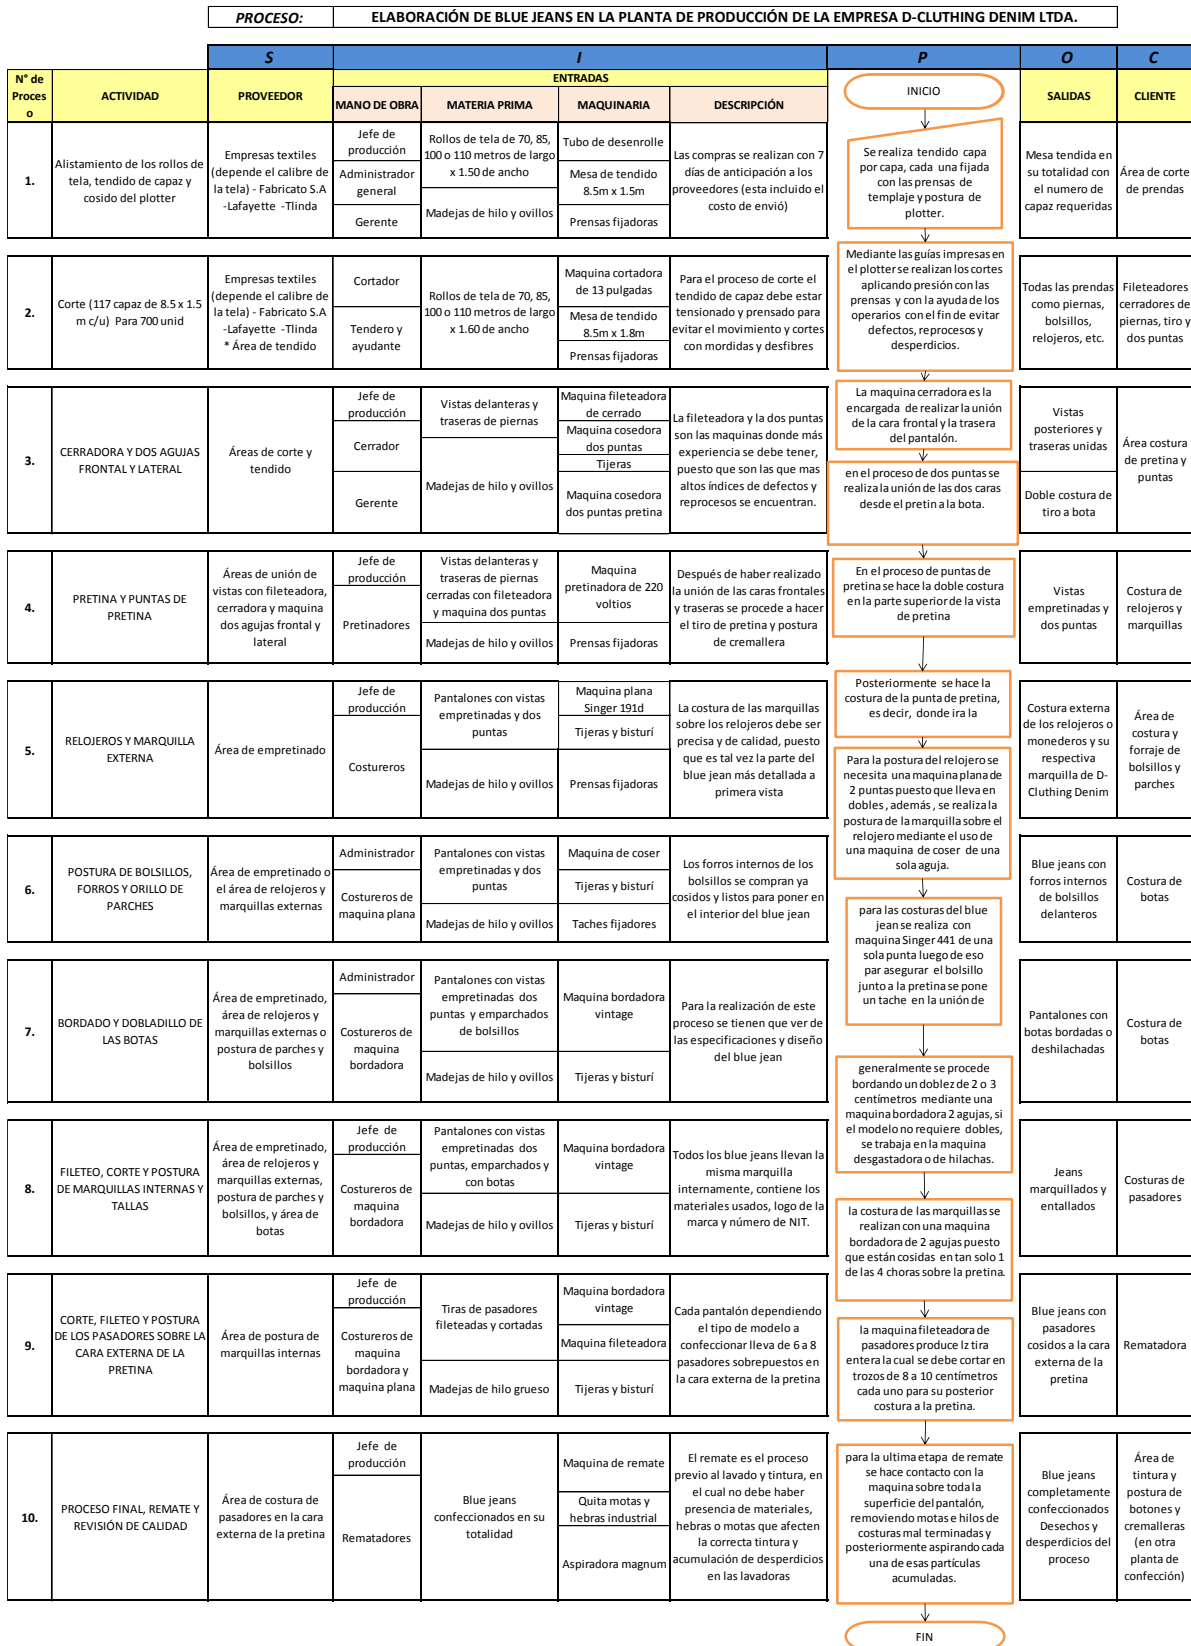 PROCESO:
ELABORACIÓN DE BLUE JEANS EN LA PLANTA DE PRODUCCIÓN DE LA EMPRESA D-CLUTHING DENIM LTDA.
S
I
P
O
C
N° de
Proces
o
ACTIVIDAD
PROVEEDOR
ENTRADAS
MANO DE OBRA
MATERIA PRIMA
MAQUINARIA
DESCRIPCIÓN
INICIO
SALIDAS
CLIENTE
1.
Alistamiento de los rollos de
tela, tendido de capaz y
cosido del plotter
Empresas textiles
(depende el calibre de
la tela) - Fabricato S.A
-Lafayette -Tlinda
Jefe de
producción
Administrador
general
Gerente
Rollos de tela de 70, 85,
100 o 110 metros de largo
x 1.50 de ancho
Madejas de hilo y ovillos
Tubo de desenrolle
Mesa de tendido
8.5m x 1.5m
Prensas fijadoras
Las compras se realizan con 7
días de anticipación a los
proveedores (esta incluido el
costo de envió)
Se realiza tendido capa
por capa, cada una fijada
con las prensas de
templaje y postura de
plotter.
Mesa tendida en
su totalidad con
el numero de
capaz requeridas
Área de corte
de prendas
2.
Corte (117 capaz de 8.5 x 1.5
m c/u) Para 700 unid
Empresas textiles
(depende el calibre de
la tela) - Fabricato S.A
-Lafayette -Tlinda
* Área de tendido
Cortador
Tendero y
ayudante
Rollos de tela de 70, 85,
100 o 110 metros de largo
x 1.60 de ancho
Maquina cortadora
de 13 pulgadas
Mesa de tendido
8.5m x 1.8m
Prensas fijadoras
Para el proceso de corte el
tendido de capaz debe estar
tensionado y prensado para
evitar el movimiento y cortes
con mordidas y desfibres
Mediante las guías impresas en
el plotter se realizan los cortes
aplicando presión con las
prensas y con la ayuda de los
operarios con el fin de evitar
defectos, reprocesos y
desperdicios.
Todas las prendas
como piernas,
bolsillos,
relojeros, etc.
Fileteadores
cerradores de
piernas, tiro y
dos puntas
3.
CERRADORA Y DOS AGUJAS
FRONTAL Y LATERAL
Áreas de corte y
tendido
Jefe de
producción
Cerrador
Gerente
Vistas delanteras y
traseras de piernas
Madejas de hilo y ovillos
Maquina fileteadora
de cerrado
Maquina cosedora
dos puntas
Tijeras
Maquina cosedora
dos puntas pretina
La fileteadora y la dos puntas
son las maquinas donde más
experiencia se debe tener,
puesto que son las que mas
altos índices de defectos y
reprocesos se encuentran.
La maquina cerradora es la
encargada de realizar la unión
de la cara frontal y la trasera
del pantalón.
en el proceso de dos puntas se
realiza la unión de las dos caras
desde el pretin a la bota.
Vistas
posteriores y
traseras unidas
Doble costura de
tiro a bota
Área costura
de pretina y
puntas
4.
PRETINA Y PUNTAS DE
PRETINA
Áreas de unión de
vistas con fileteadora,
cerradora y maquina
dos agujas frontal y
lateral
Jefe de
producción
Pretinadores
Vistas delanteras y
traseras de piernas
cerradas con fileteadora
y maquina dos puntas
Madejas de hilo y ovillos
Maquina
pretinadora de 220
voltios
Prensas fijadoras
Después de haber realizado
la unión de las caras frontales
y traseras se procede a hacer
el tiro de pretina y postura
de cremallera
En el proceso de puntas de
pretina se hace la doble costura
en la parte superior de la vista
de pretina
Vistas
empretinadas y
dos puntas
Costura de
relojeros y
marquillas
5.
RELOJEROS Y MARQUILLA
EXTERNA
Área de empretinado
Jefe de
producción
Costureros
Pantalones con vistas
empretinadas y dos
puntas
Madejas de hilo y ovillos
Maquina plana
Singer 191d
Tijeras y bisturí
Prensas fijadoras
La costura de las marquillas
sobre los relojeros debe ser
precisa y de calidad, puesto
que es tal vez la parte del
blue jean más detallada a
primera vista
Posteriormente se hace la
costura de la punta de pretina,
es decir, donde ira la
Para la postura del relojero se
necesita una maquina plana de
2 puntas puesto que lleva en
dobles , además , se realiza la
postura de la marquilla sobre el
relojero mediante el uso de
una maquina de coser de una
sola aguja.
Costura externa
de los relojeros o
monederos y su
respectiva
marquilla de D-
Cluthing Denim
Área de
costura y
forraje de
bolsillos y
parches
6.
POSTURA DE BOLSILLOS,
FORROS Y ORILLO DE
PARCHES
Área de empretinado o
el área de relojeros y
marquillas externas
Administrador
Costureros de
maquina plana
Pantalones con vistas
empretinadas y dos
puntas
Madejas de hilo y ovillos
Maquina de coser
Tijeras y bisturí
Taches fijadores
Los forros internos de los
bolsillos se compran ya
cosidos y listos para poner en
el interior del blue jean
para las costuras del blue
jean se realiza con
maquina Singer 441 de una
sola punta luego de eso
par asegurar el bolsillo
junto a la pretina se pone
un tache en la unión de
Blue jeans con
forros internos
de bolsillos
delanteros
Costura de
botas
7.
BORDADO Y DOBLADILLO DE
LAS BOTAS
Área de empretinado,
área de relojeros y
marquillas externas o
postura de parches y
bolsillos
Administrador
Costureros de
maquina
bordadora
Pantalones con vistas
empretinadas dos
puntas y emparchados
de bolsillos
Madejas de hilo y ovillos
Maquina bordadora
vintage
Tijeras y bisturí
Para la realización de este
proceso se tienen que ver de
las especificaciones y diseño
del blue jean
generalmente se procede
bordando un doblez de 2 o 3
centímetros mediante una
maquina bordadora 2 agujas, si
el modelo no requiere dobles,
se trabaja en la maquina
desgastadora o de hilachas.
Pantalones con
botas bordadas o
deshilachadas
Costura de
botas
8.
FILETEO, CORTE Y POSTURA
DE MARQUILLAS INTERNAS Y
TALLAS
Área de empretinado,
área de relojeros y
marquillas externas,
postura de parches y
bolsillos, y área de
botas
Jefe de
producción
Costureros de
maquina
bordadora
Pantalones con vistas
empretinadas dos
puntas, emparchados y
con botas
Madejas de hilo y ovillos
Maquina bordadora
vintage
Tijeras y bisturí
Todos los blue jeans llevan la
misma marquilla
internamente, contiene los
materiales usados, logo de la
marca y número de NIT.
la costura de las marquillas se
realizan con una maquina
bordadora de 2 agujas puesto
que están cosidas en tan solo 1
de las 4 choras sobre la pretina.
Jeans
marquillados y
entallados
Costuras de
pasadores
9.
CORTE, FILETEO Y POSTURA
DE LOS PASADORES SOBRE LA
CARA EXTERNA DE LA
PRETINA
Área de postura de
marquillas internas
Jefe de
producción
Costureros de
maquina
bordadora y
maquina plana
Tiras de pasadores
fileteadas y cortadas
Madejas de hilo grueso
Maquina bordadora
vintage
Maquina fileteadora
Tijeras y bisturí
Cada pantalón dependiendo
el tipo de modelo a
confeccionar lleva de 6 a 8
pasadores sobrepuestos en
la cara externa de la pretina
la maquina fileteadora de
pasadores produce lz tira
entera la cual se debe cortar en
trozos de 8 a 10 centímetros
cada uno para su posterior
costura a la pretina.
Blue jeans con
pasadores
cosidos a la cara
externa de la
pretina
Rematadora
10.
PROCESO FINAL, REMATE Y
REVISIÓN DE CALIDAD
Área de costura de
pasadores en la cara
externa de la pretina
Jefe de
producción
Rematadores
Blue jeans
confeccionados en su
totalidad
Maquina de remate
Quita motas y
hebras industrial
Aspiradora magnum
El remate es el proceso
previo al lavado y tintura, en
el cual no debe haber
presencia de materiales,
hebras o motas que afecten
la correcta tintura y
acumulación de desperdicios
en las lavadoras
para la ultima etapa de remate
se hace contacto con la
maquina sobre toda la
superficie del pantalón,
removiendo motas e hilos de
costuras mal terminadas y
posteriormente aspirando cada
una de esas partículas
acumuladas.
Blue jeans
completamente
confeccionados
Desechos y
desperdicios del
proceso
Área de
tintura y
postura de
botones y
cremalleras
(en otra
planta de
confección)
FIN